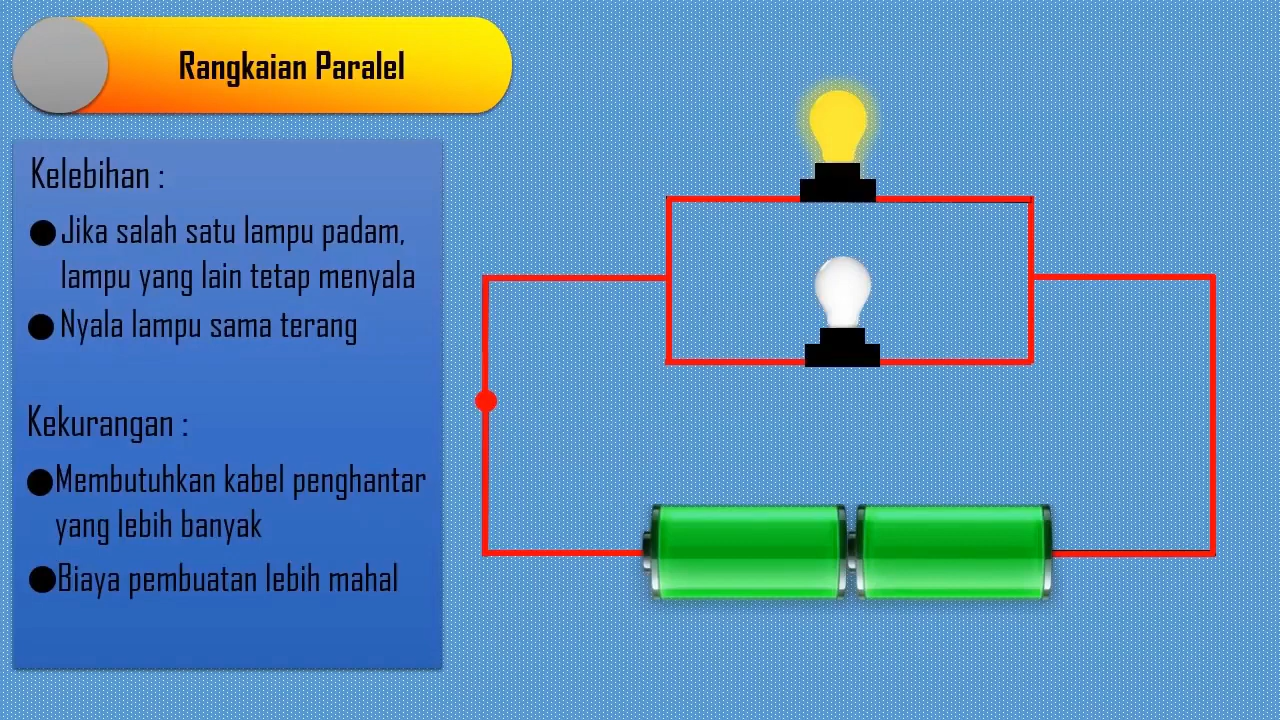 Rangkaian Paralel
Kelebihan :
● Jika salah satu lampu padam,
lampu yang lain tetap menyala
● Nyala lampu sama terang
Kekurangan :
● Membutuhkan kabel penghantar
yang lebih banyak
● Biaya pembuatan lebih mahal